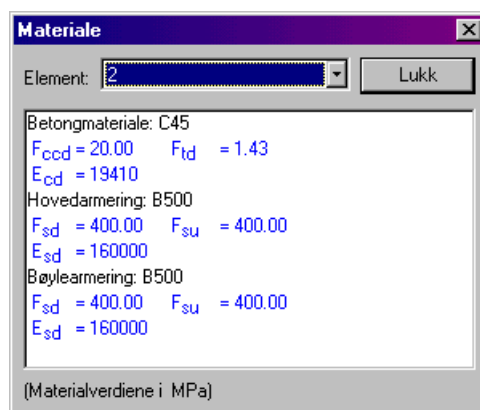 Materiale
Element: 2 Lukk
Betongmateriale: C45
Fccd = 20.00 Ftd = 1.43
Ecd = 19410
Hovedarmering: B500
Fsd = 400.00 Fsu = 400.00
Esd = 160000
Bøylearmering: B500
Fsd = 400.00 Fsu = 400.00
Esd = 160000
(Materialverdiene i MPa)